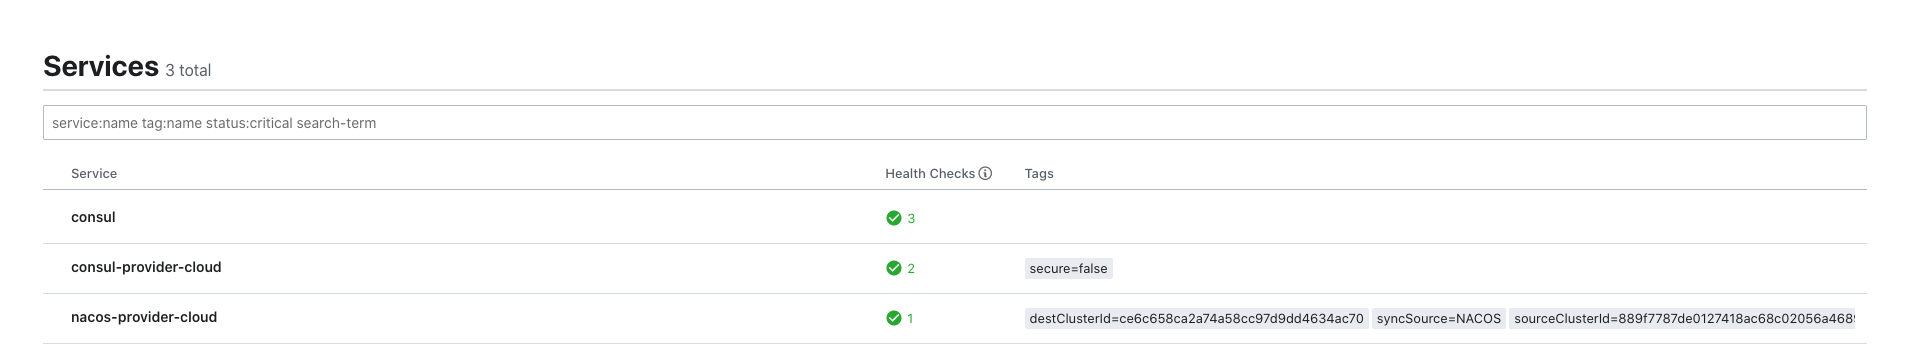 Services 3 total
service:name tag:name status:critical search-term
Service Health Checks Tags
consul 3
consul-provider-cloud 2 secure=false
nacos-provider-cloud 1 destClusterId=ce6c658ca2a74a58cc97d9dd4634ac70 syncSource=NACOS sourceClusterId=889f7787de0127418ac68c02056a468